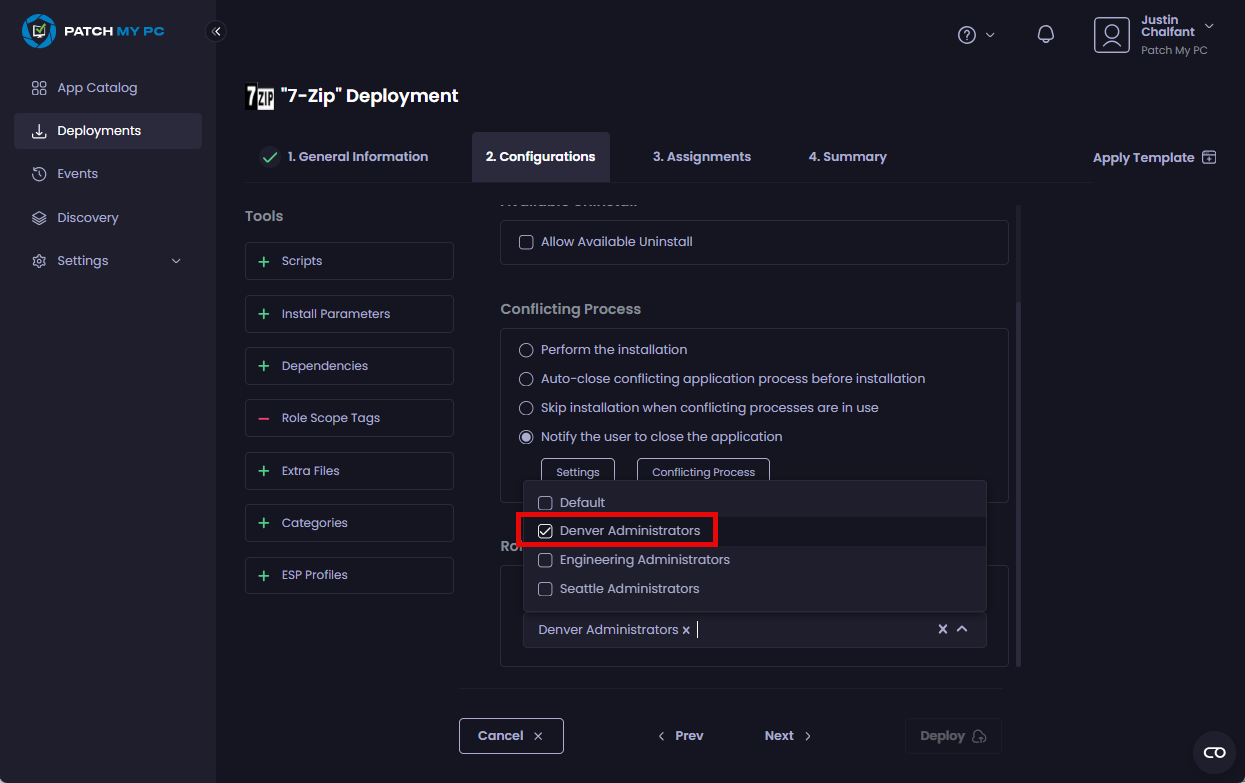 PATCH MY PC
Justin
Chalfant
Patch My PC
App Catalog
Deployments
Events
Discovery
Settings
7ZIP "7-Zip" Deployment
1. General Information
2. Configurations
3. Assignments
4. Summary
Apply Template
Tools
Scripts
Install Parameters
Dependencies
Role Scope Tags
Extra Files
Categories
ESP Profiles
Available Uninstall
Allow Available Uninstall
Conflicting Process
Perform the installation
Auto-close conflicting application process before installation
Skip installation when conflicting processes are in use
Notify the user to close the application
Settings
Conflicting Process
Default
Denver Administrators
Engineering Administrators
Seattle Administrators
Denver Administrators x
Cancel
Prev
Next
Deploy